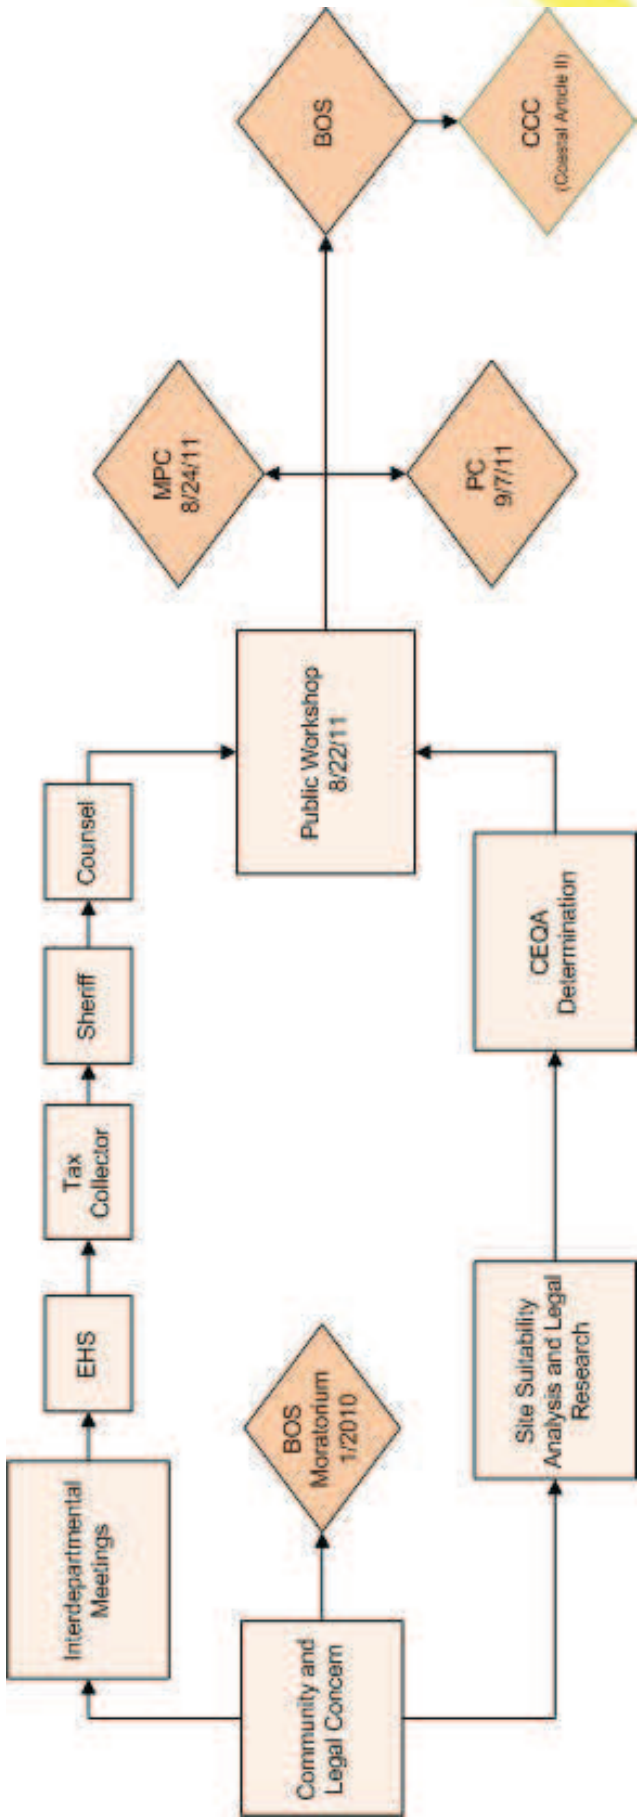 Interdepartmental
Meetings
EHS
Tax
Collector
Sheriff
Counsel
Community and
Legal Concern
BOS
Moratorium
1/2010
Public Workshop
8/22/11
MPC
8/24/11
PC
9/7/11
BOS
CCC
(Coastal Article II)
Site Suitability
Analysis and Legal
Research
CEQA
Determination